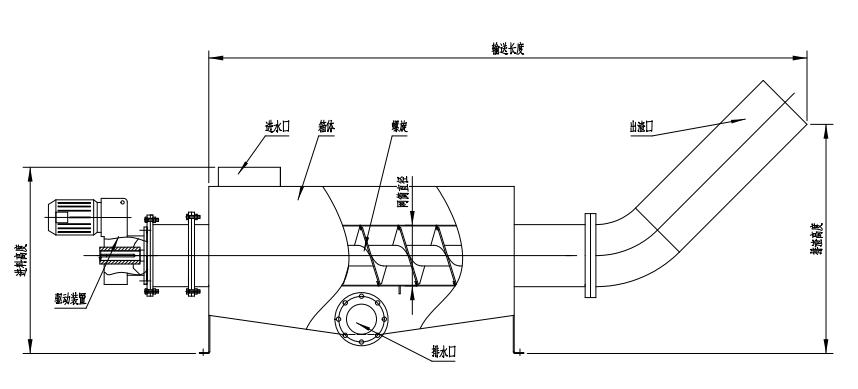 输送长度
进水口
箱体
螺旋
出渣口
网筒直径
进料高度
排渣高度
驱动装置
排水口